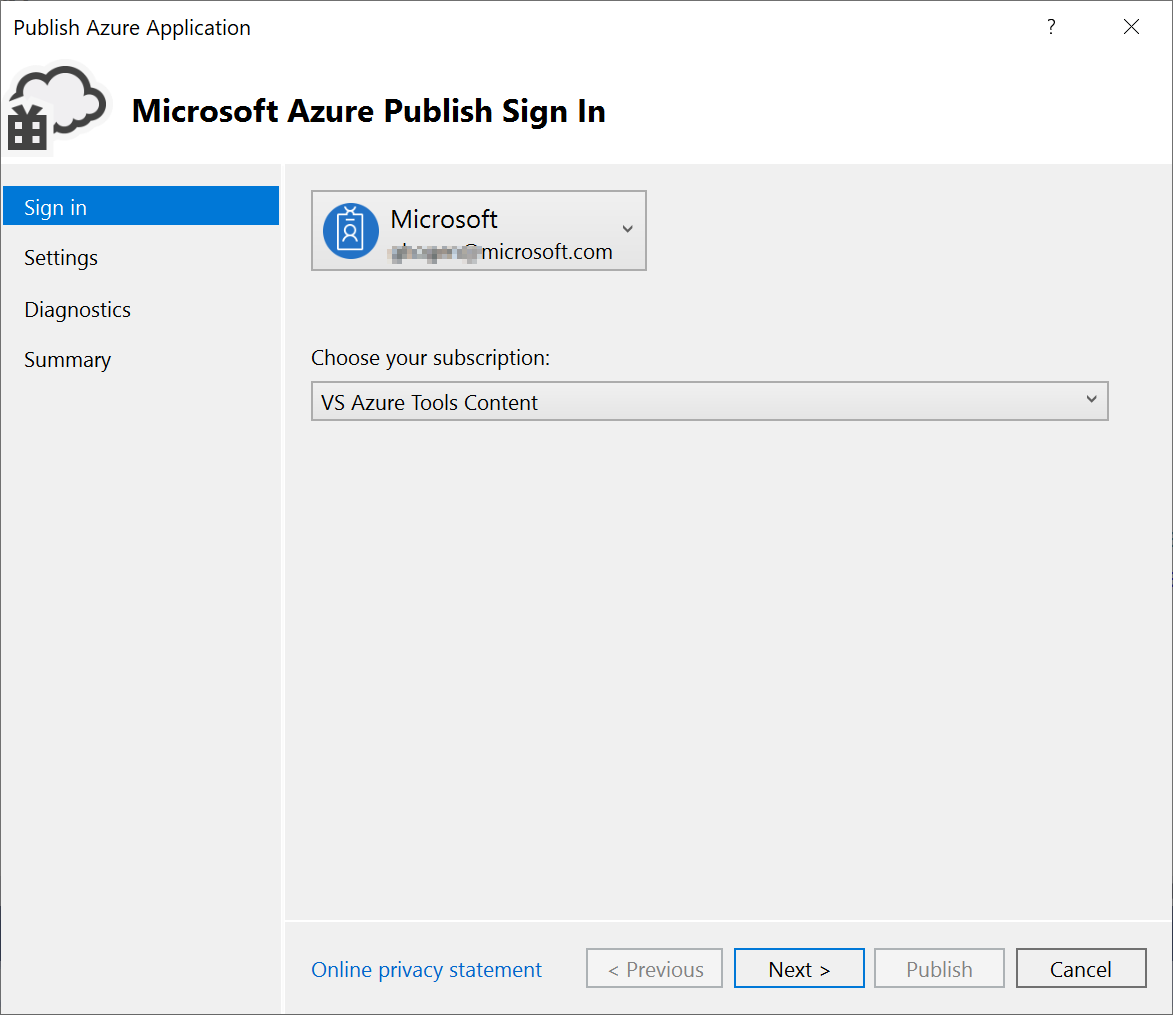 Publish Azure Application
?
Microsoft Azure Publish Sign In
Sign in
Settings
Diagnostics
Summary
Microsoft
@microsoft.com
Choose your subscription:
VS Azure Tools Content
Online privacy statement
< Previous
Next >
Publish
Cancel